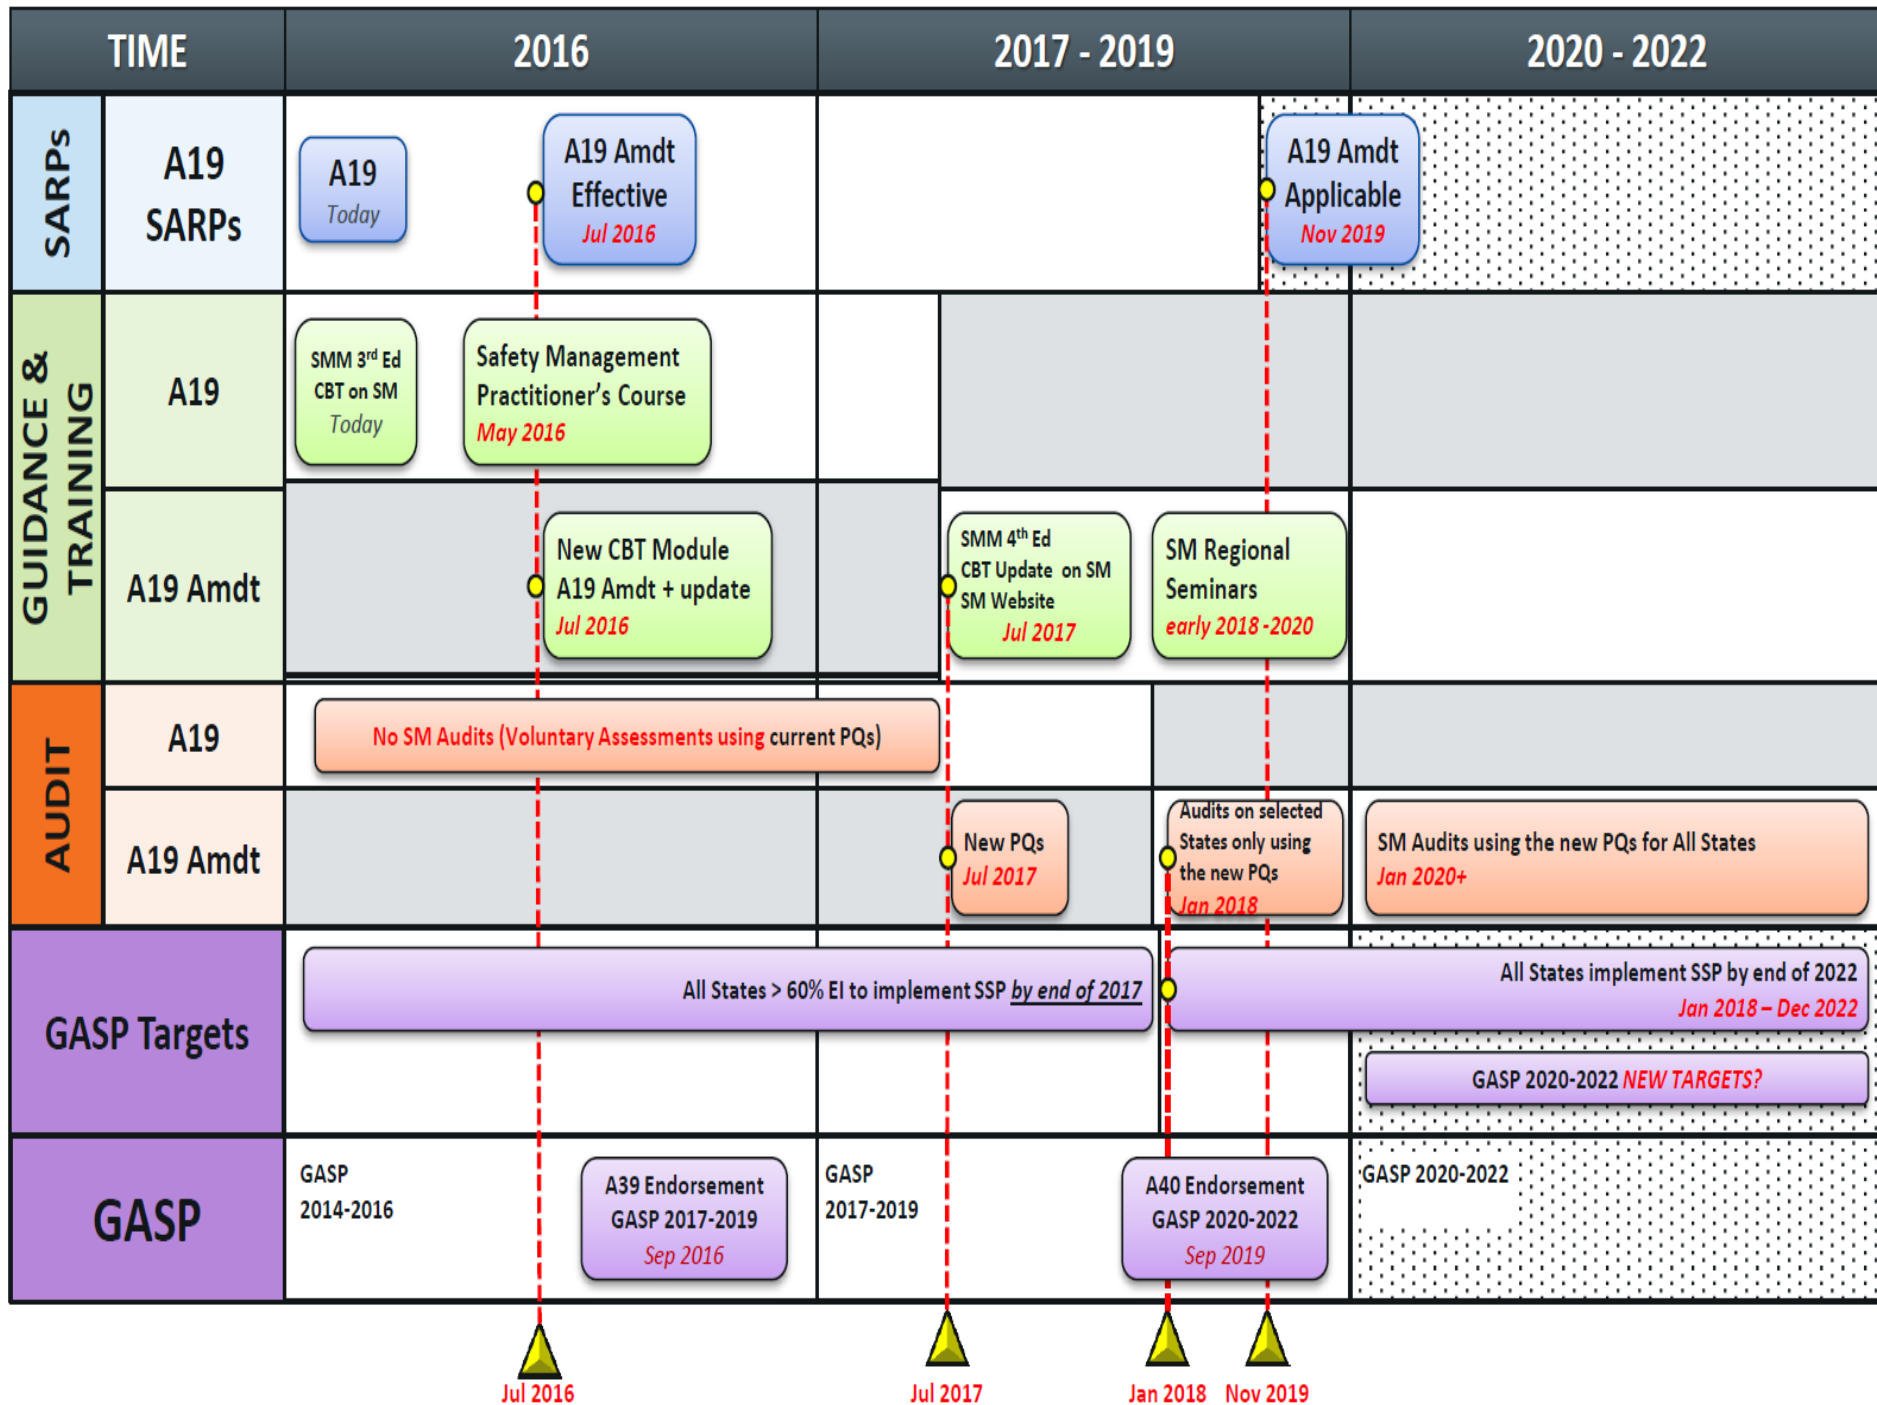 TIME
2016
2017 - 2019
2020 - 2022
SARPs
A19
SARPs
A19
Today
A19 Amdt
Effective
Jul 2016
A19 Amdt
Applicable
Nov 2019
GUIDANCE &
TRAINING
A19
SMM 3rd Ed
CBT on SM
Today
Safety Management
Practitioner's Course
May 2016
A19 Amdt
New CBT Module
A19 Amdt + update
Jul 2016
SMM 4th Ed
CBT Update on SM
SM Website
Jul 2017
SM Regional
Seminars
early 2018 -2020
AUDIT
A19
No SM Audits (Voluntary Assessments using current PQs)
A19 Amdt
New PQs
Jul 2017
Audits on selected
States only using
the new PQs
Jan 2018
SM Audits using the new PQs for All States
Jan 2020+
GASP Targets
All States > 60% EI to implement SSP by end of 2017
All States implement SSP by end of 2022
Jan 2018 – Dec 2022
GASP 2020-2022 NEW TARGETS?
GASP
GASP
2014-2016
A39 Endorsement
GASP 2017-2019
Sep 2016
GASP
2017-2019
A40 Endorsement
GASP 2020-2022
Sep 2019
GASP 2020-2022
Jul 2016
Jul 2017
Jan 2018
Nov 2019